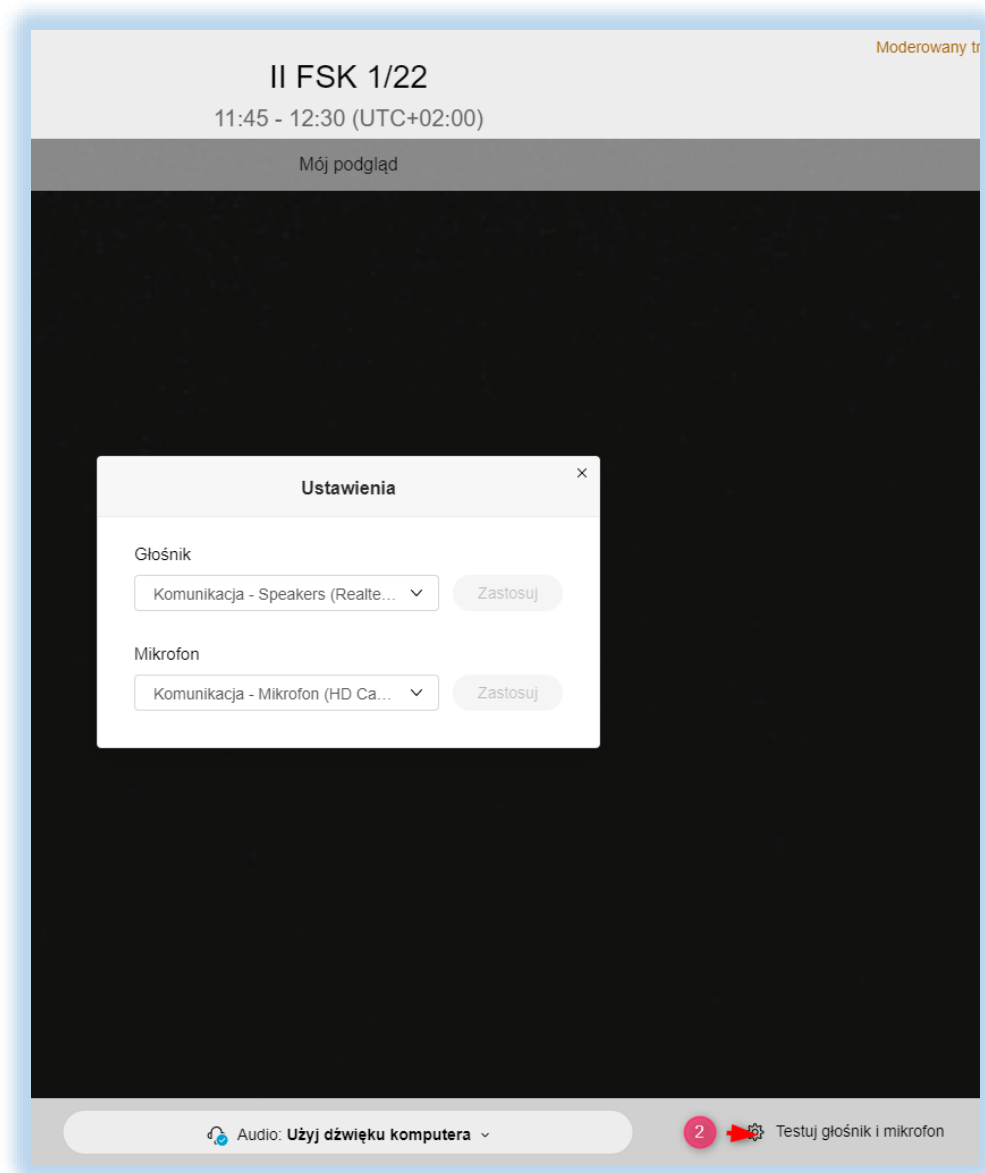 Moderowany tr
II FSK 1/22
11:45 - 12:30 (UTC+02:00)
Mój podgląd
Ustawienia
Głośnik
Komunikacja - Speakers (Realte... Zastosuj
Mikrofon
Komunikacja - Mikrofon (HD Ca... Zastosuj
Audio: Użyj dźwięku komputera
2 Testuj głośnik i mikrofon